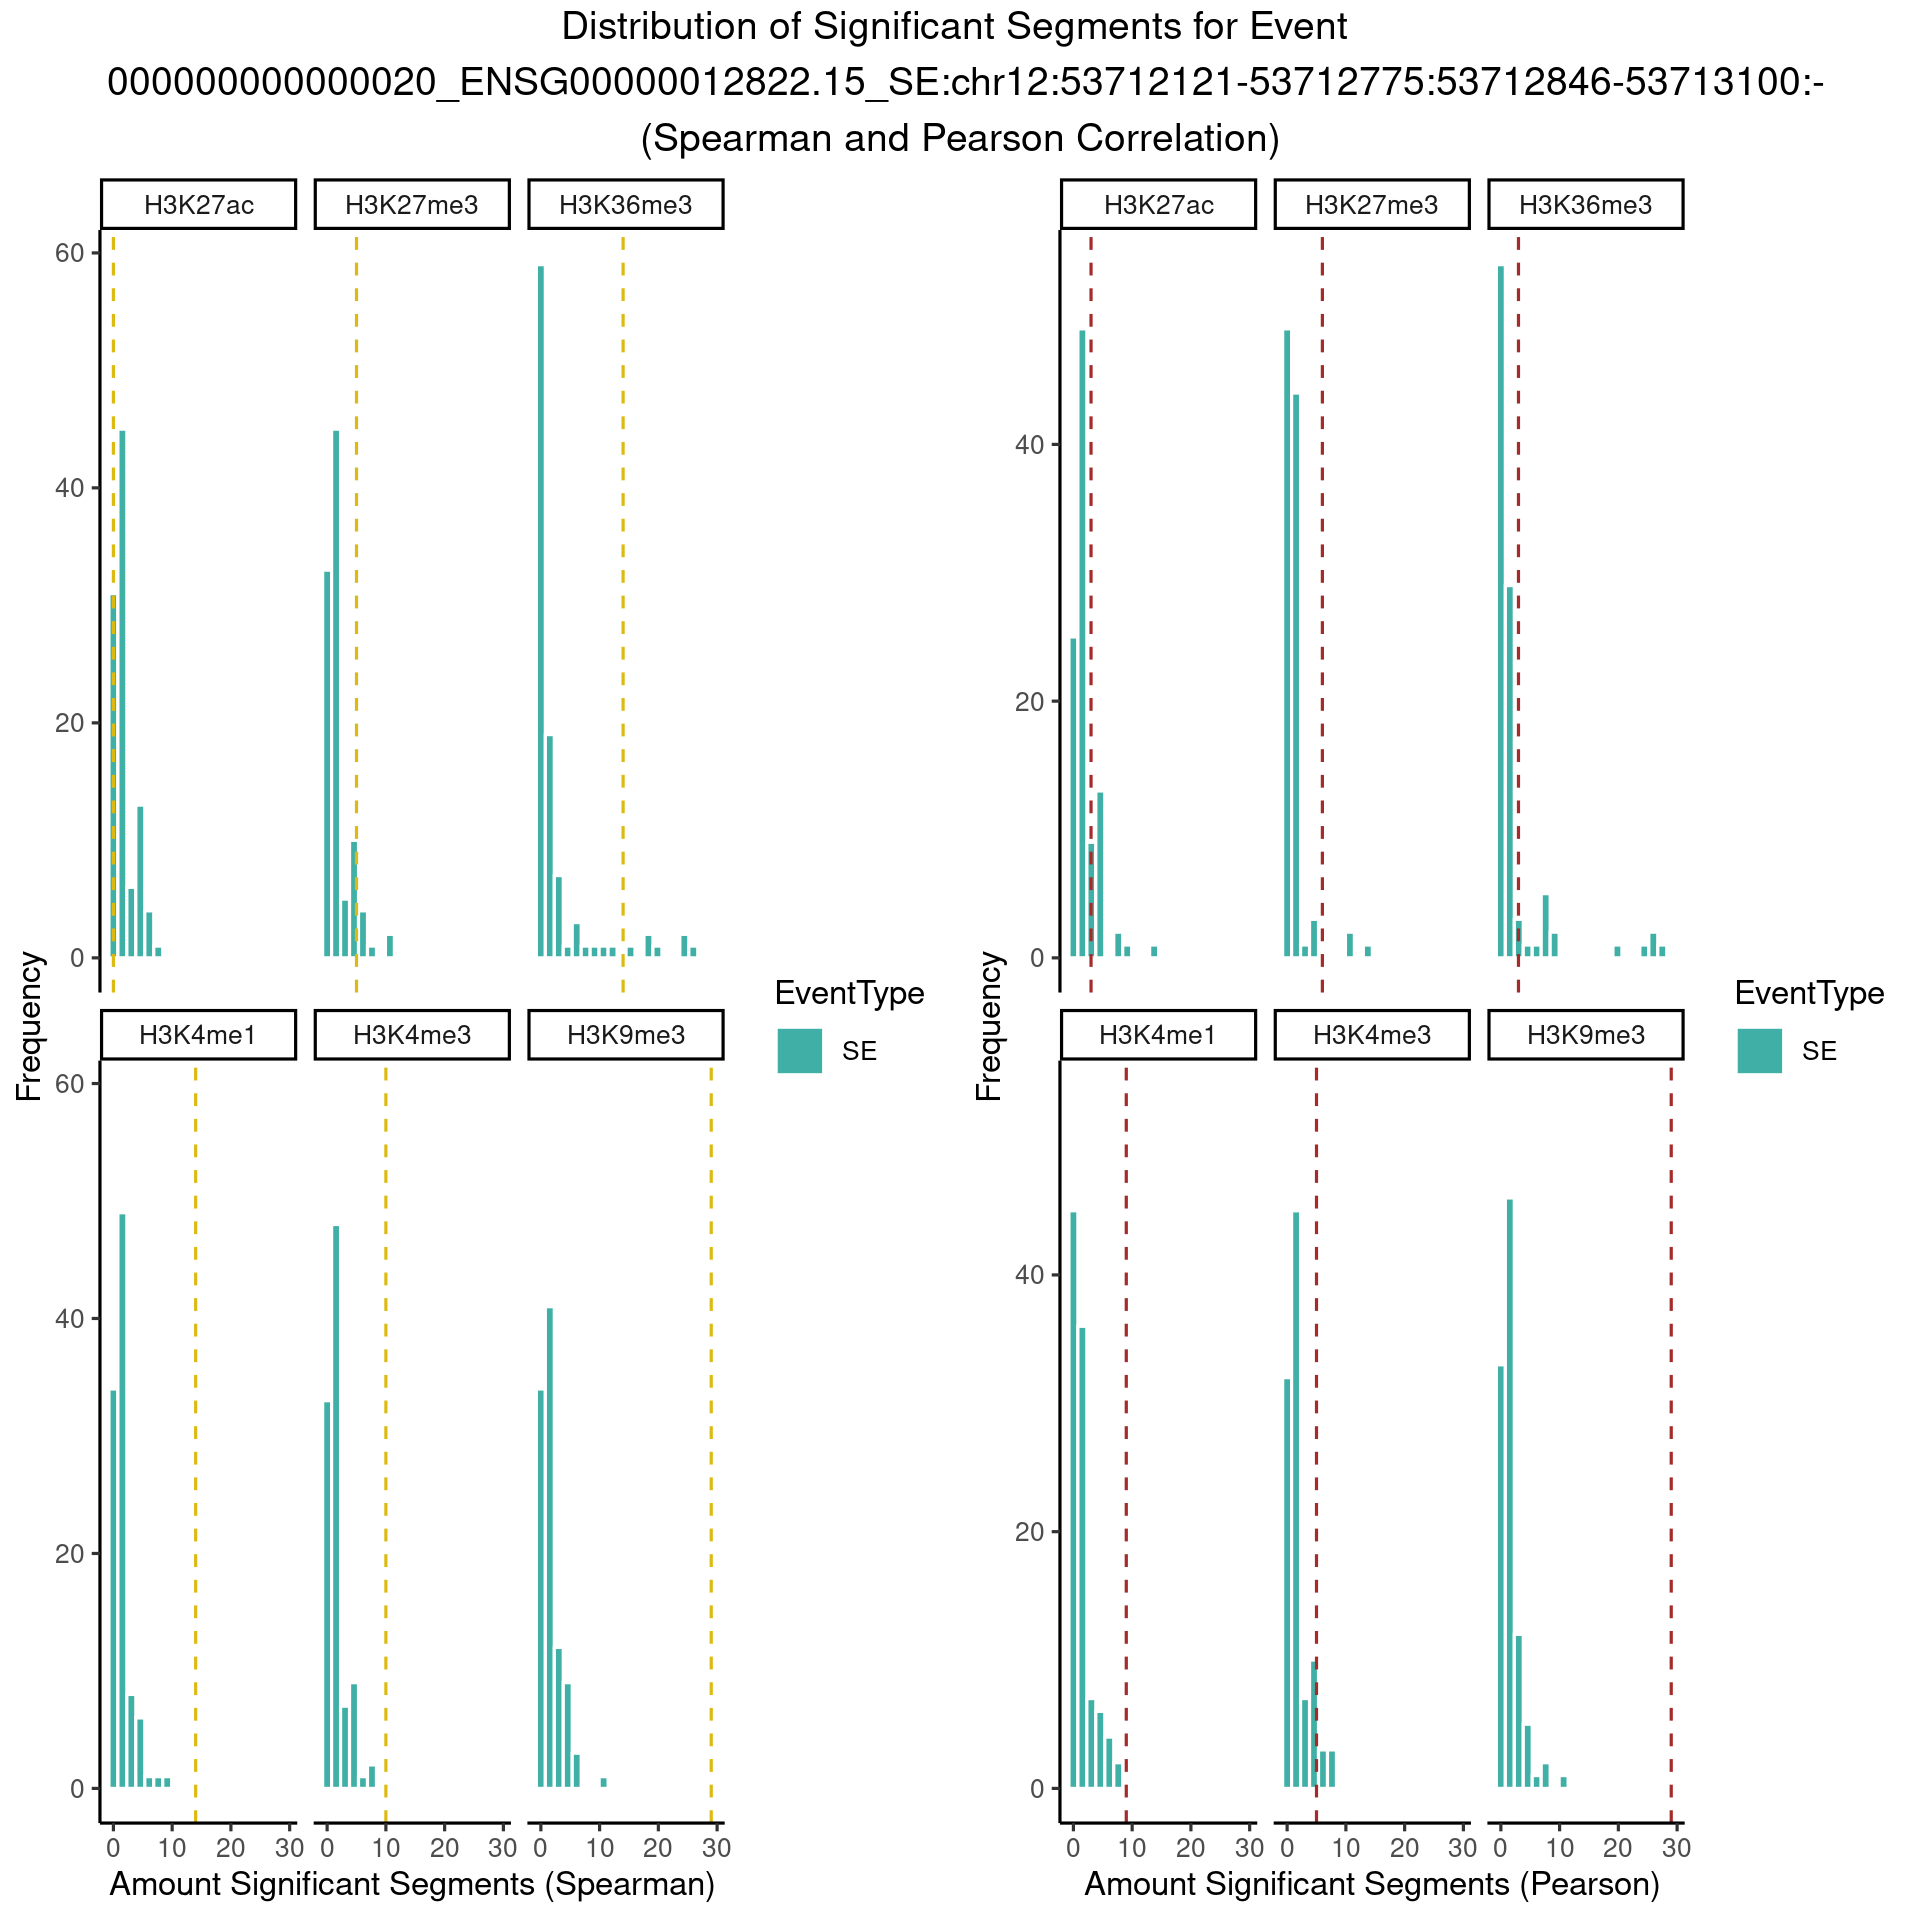 Distribution of Significant Segments for Event
000000000000020_ENSG00000012822.15_SE:chr12:53712121-53712775:53712846-53713100:-
(Spearman and Pearson Correlation)
H3K27ac H3K27me3 H3K36me3
60
40
20
0
H3K4me1 H3K4me3 H3K9me3
60
40
20
0
0 10 20 30 0 10 20 30 0 10 20 30
Frequency
Amount Significant Segments (Spearman)
EventType
SE
H3K27ac H3K27me3 H3K36me3
40
20
0
H3K4me1 H3K4me3 H3K9me3
40
20
0
0 10 20 30 0 10 20 30 0 10 20 30
Frequency
Amount Significant Segments (Pearson)
EventType
SE